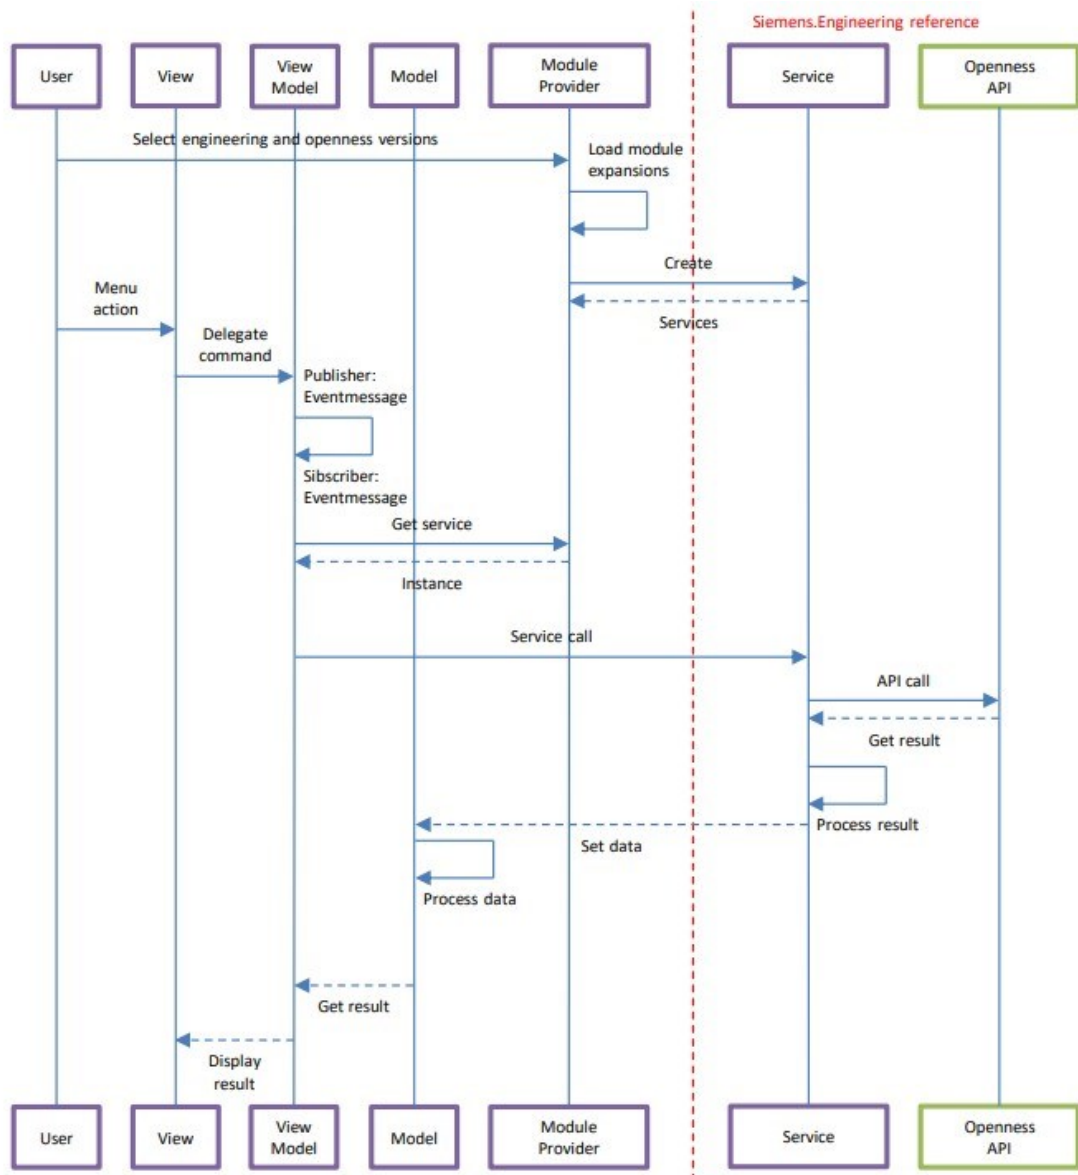 Siemens.Engineering reference
User
View
View
Model
Model
Module
Provider
Service
Openness
API
Select engineering and openness versions
Load module
expansions
Create
Services
Menu
action
Delegate
command
Publisher:
Eventmessage
Sibscriber:
Eventmessage
Get service
Instance
Service call
API call
Get result
Process result
Set data
Process data
Get result
Display
result
User
View
View
Model
Model
Module
Provider
Service
Openness
API